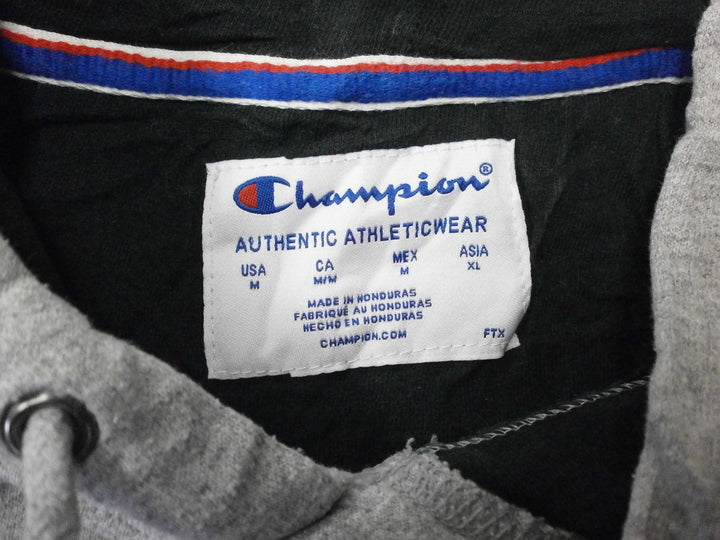 Champion®
AUTHENTIC ATHLETICWEAR
USA CA MEX ASIA
M M/M M XL
MADE IN HONDURAS
FABRIQUÉ AU HONDURAS
HECHO EN HONDURAS
CHAMPION.COM FTX